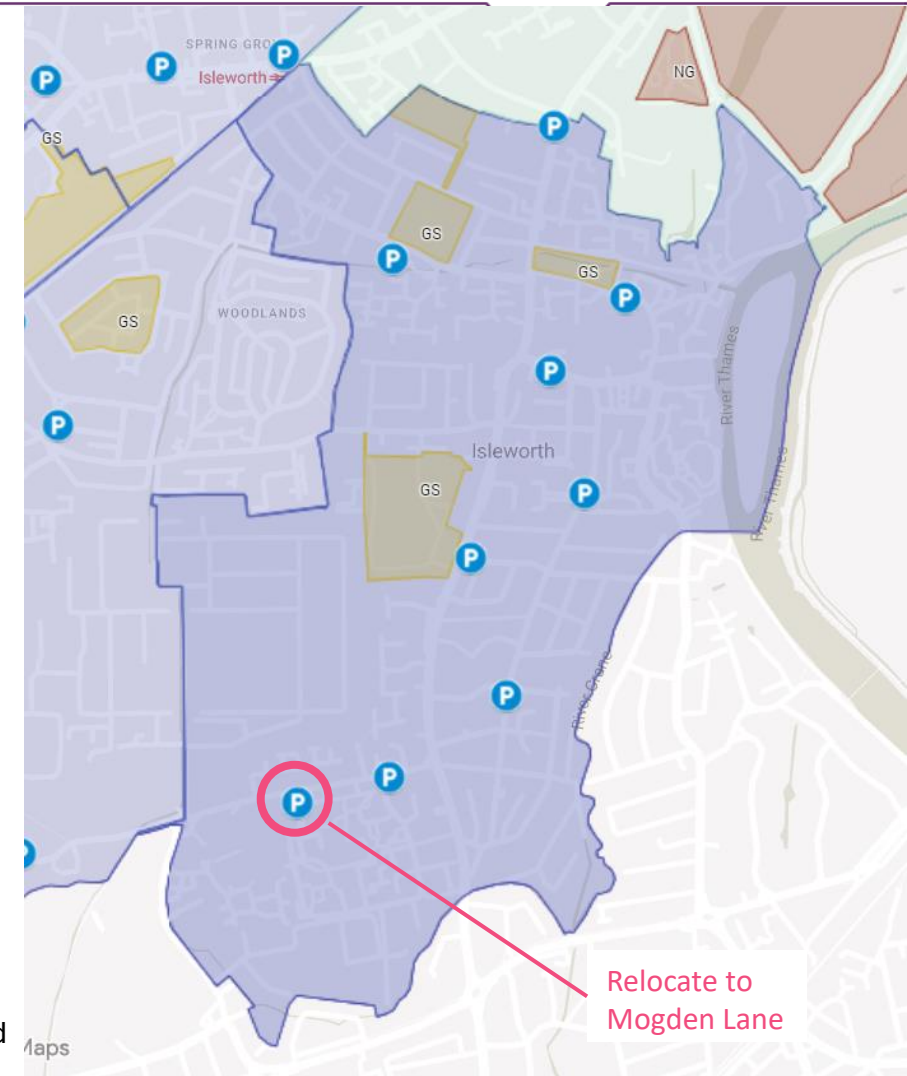 SPRING GRO
P
P
P
Isleworth
NG
GS
P
GS
P
GS
P
GS
WOODLANDS
River Thames
P
P
Isleworth
GS
P
River Thames
P
River Crane
P
P
P
Relocate to
Mogden Lane
d
Maps